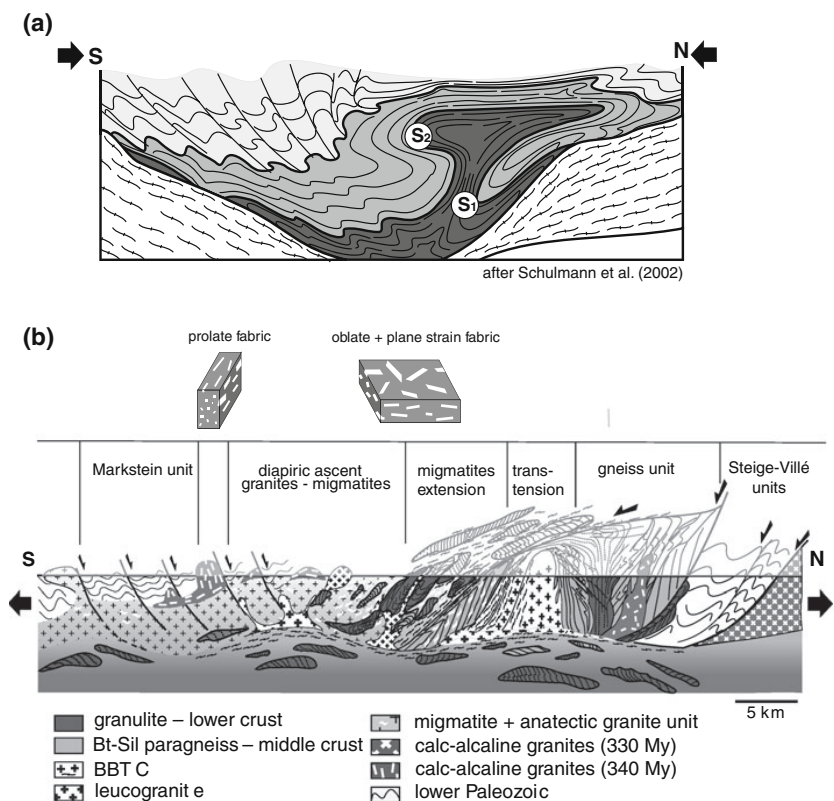 (a)
S
N
S2
S1
after Schulmann et al. (2002)
(b)
prolate fabric
oblate + plane strain fabric
Markstein unit
diapiric ascent
granites - migmatites
migmatites
extension
trans-
tension
gneiss unit
Steige-Villé
units
S
N
5 km
granulite – lower crust
Bt-Sil paragneiss – middle crust
BBT C
leucogranit e
migmatite + anatectic granite unit
calc-alcaline granites (330 My)
calc-alcaline granites (340 My)
lower Paleozoic